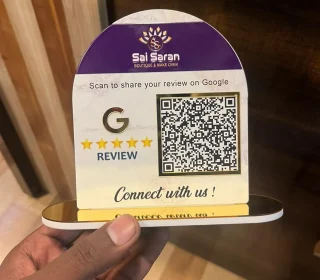 Sai Saran
BOUTIQUE & MAKE OVER
Scan to share your review on Google
G
REVIEW
Connect with us !